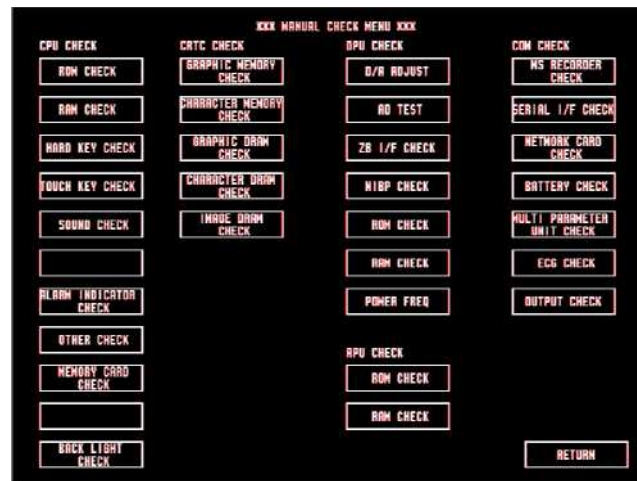 *** MANUAL CHECK MENU ***
CPU CHECK
ROM CHECK
RAM CHECK
HARD KEY CHECK
TOUCH KEY CHECK
SOUND CHECK
ALARM INDICATOR
CHECK
OTHER CHECK
MEMORY CARD
CHECK
BACK LIGHT
CHECK
CRTC CHECK
GRAPHIC MEMORY
CHECK
CHARACTER MEMORY
CHECK
GRAPHIC DRAW
CHECK
CHARACTER DRAW
CHECK
IMAGE DRAW
CHECK
DPU CHECK
D/A ADJUST
AD TEST
ZB I/F CHECK
NIBP CHECK
ROM CHECK
RAM CHECK
POWER FREQ
APU CHECK
ROM CHECK
RAM CHECK
COM CHECK
MS RECORDER
CHECK
SERIAL I/F CHECK
NETWORK CARD
CHECK
BATTERY CHECK
MULTI PARAMETER
UNIT CHECK
ECG CHECK
OUTPUT CHECK
RETURN